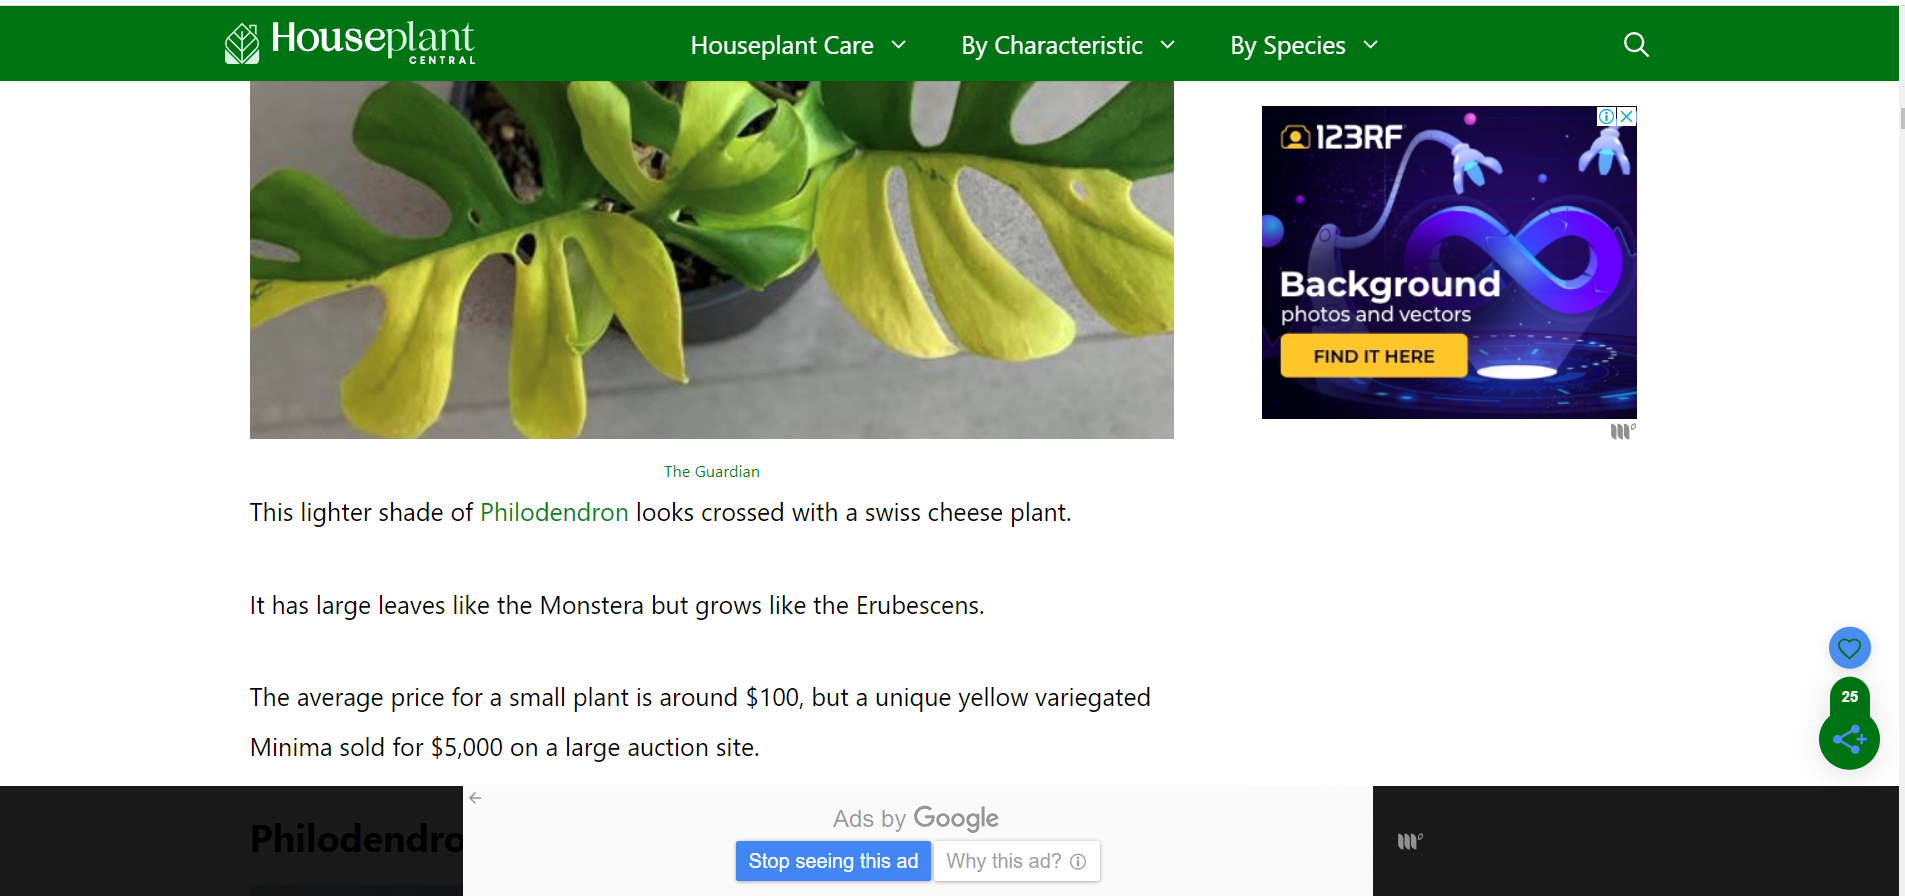 Houseplant
CENTRAL
Houseplant Care
By Characteristic
By Species
123RF
Background
photos and vectors
FIND IT HERE
The Guardian
This lighter shade of Philodendron looks crossed with a swiss cheese plant.
It has large leaves like the Monstera but grows like the Erubescens.
The average price for a small plant is around $100, but a unique yellow variegated
Minima sold for $5,000 on a large auction site.
25
Philodendro
Ads by Google
Stop seeing this ad
Why this ad?